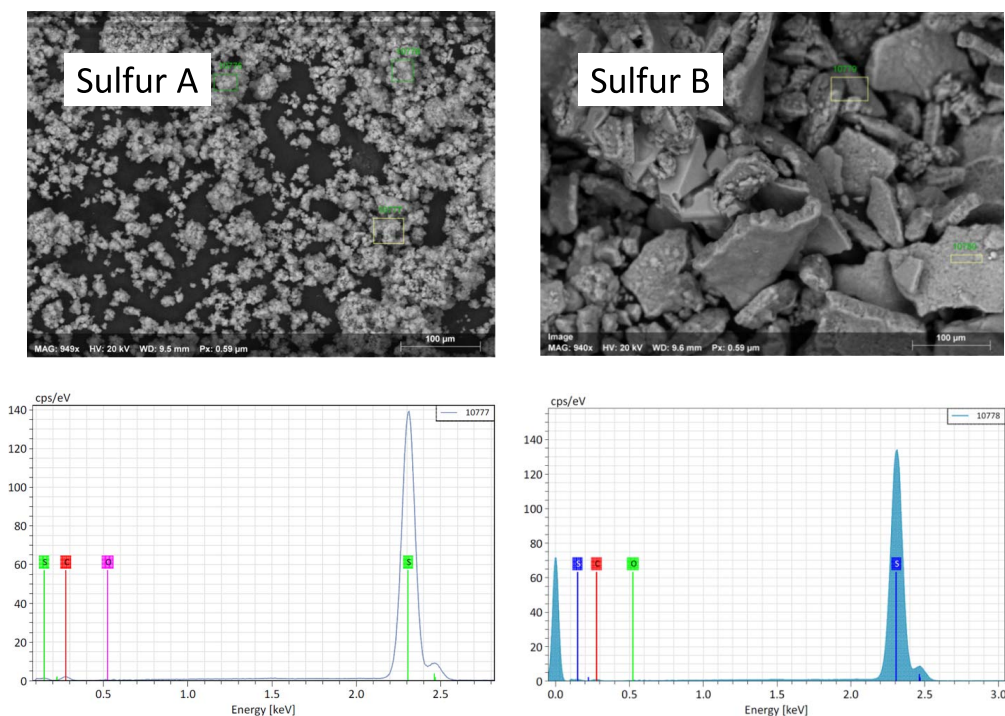 Sulfur A
MAG: 949x HV: 20 kV WD: 9.5 mm Px: 0.59 µm
100 µm
Sulfur B
Image
MAG: 940x HV: 20 kV WD: 9.6 mm Px: 0.59 µm
100 µm
cps/eV
10777
140
120
100
80
60
40
20
0
S
C
O
S
0.5
1.0
1.5
2.0
2.5
Energy [keV]
cps/eV
10778
140
120
100
80
60
40
20
0
S
C
O
S
0.0
0.5
1.0
1.5
2.0
2.5
3.0
Energy [keV]